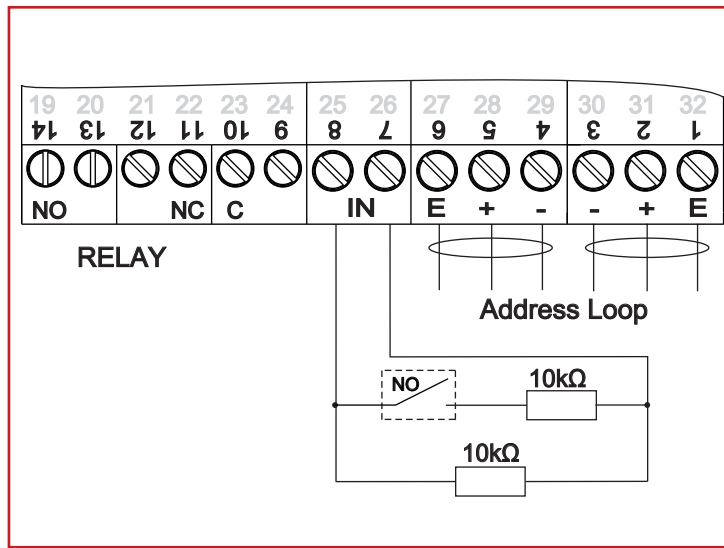 19 20 21 22 23 24 25 26 27 28 29 30 31 32
14 13 12 11 10 9 8 7 6 5 4 3 2 1
NO NC C IN E + - - + E
RELAY
Address Loop
NO 10kΩ
10kΩ